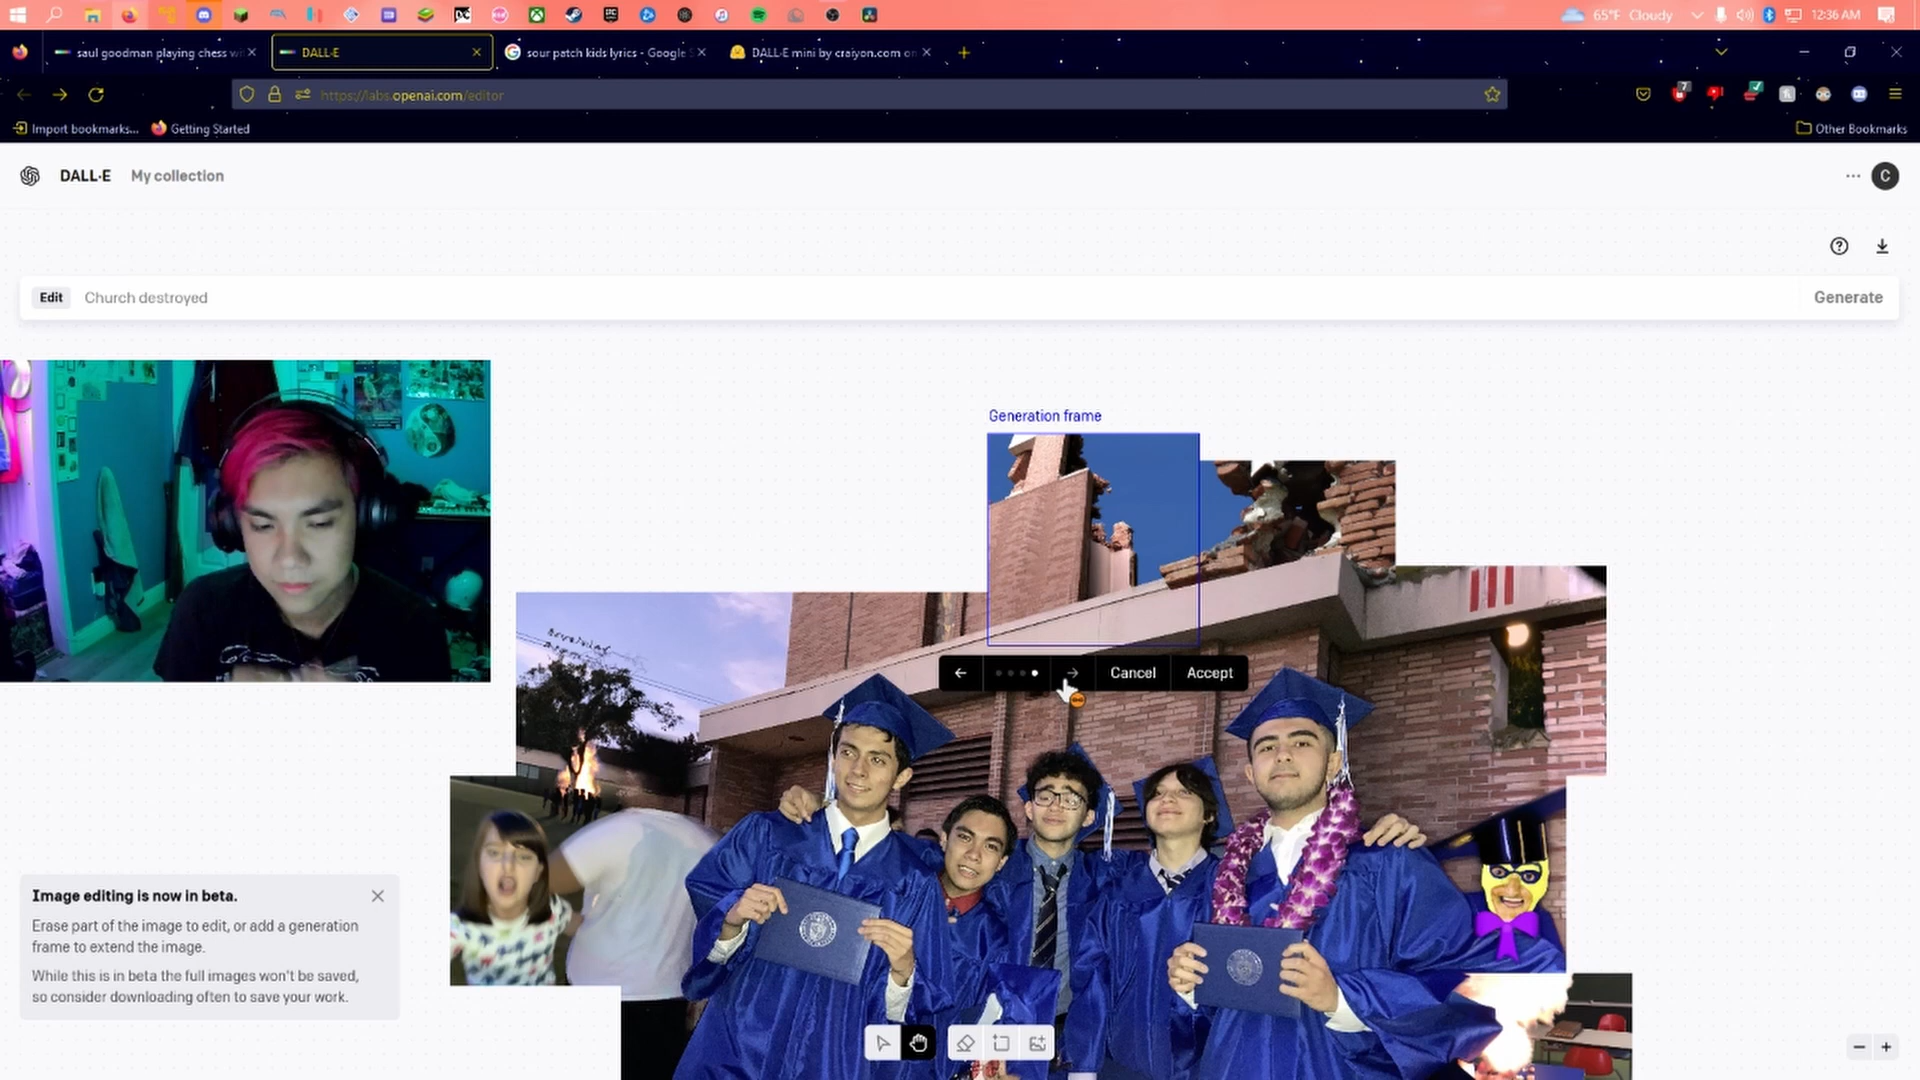 65°F Cloudy
12:36 AM
saul goodman playing chess wi
DALL·E
sour patch kids lyrics - Google S
DALL·E mini by craiyon.com on
https://labs.openai.com/editor
7
Import bookmarks...
Getting Started
Other Bookmarks
DALL·E
My collection
C
Edit
Church destroyed
Generate
Generation frame
Cancel
Accept
Image editing is now in beta.
Erase part of the image to edit, or add a generation
frame to extend the image.
While this is in beta the full images won't be saved,
so consider downloading often to save your work.